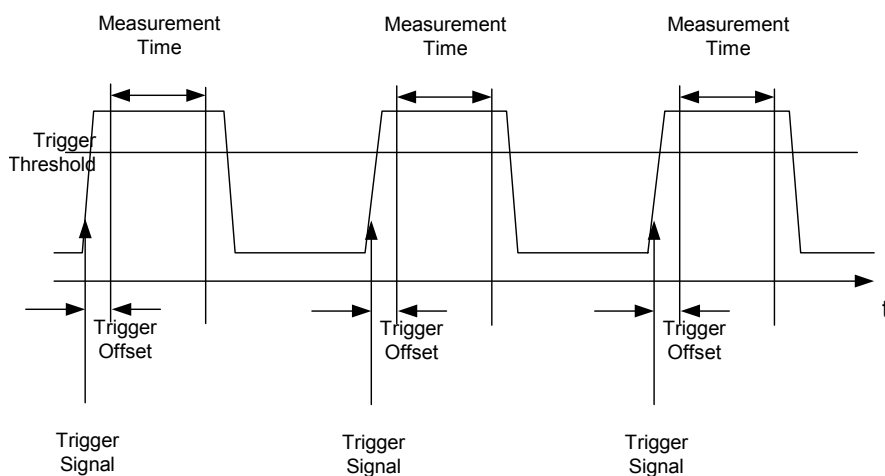 Measurement
Time
Measurement
Time
Measurement
Time
Trigger
Threshold
t
Trigger
Offset
Trigger
Offset
Trigger
Offset
Trigger
Signal
Trigger
Signal
Trigger
Signal